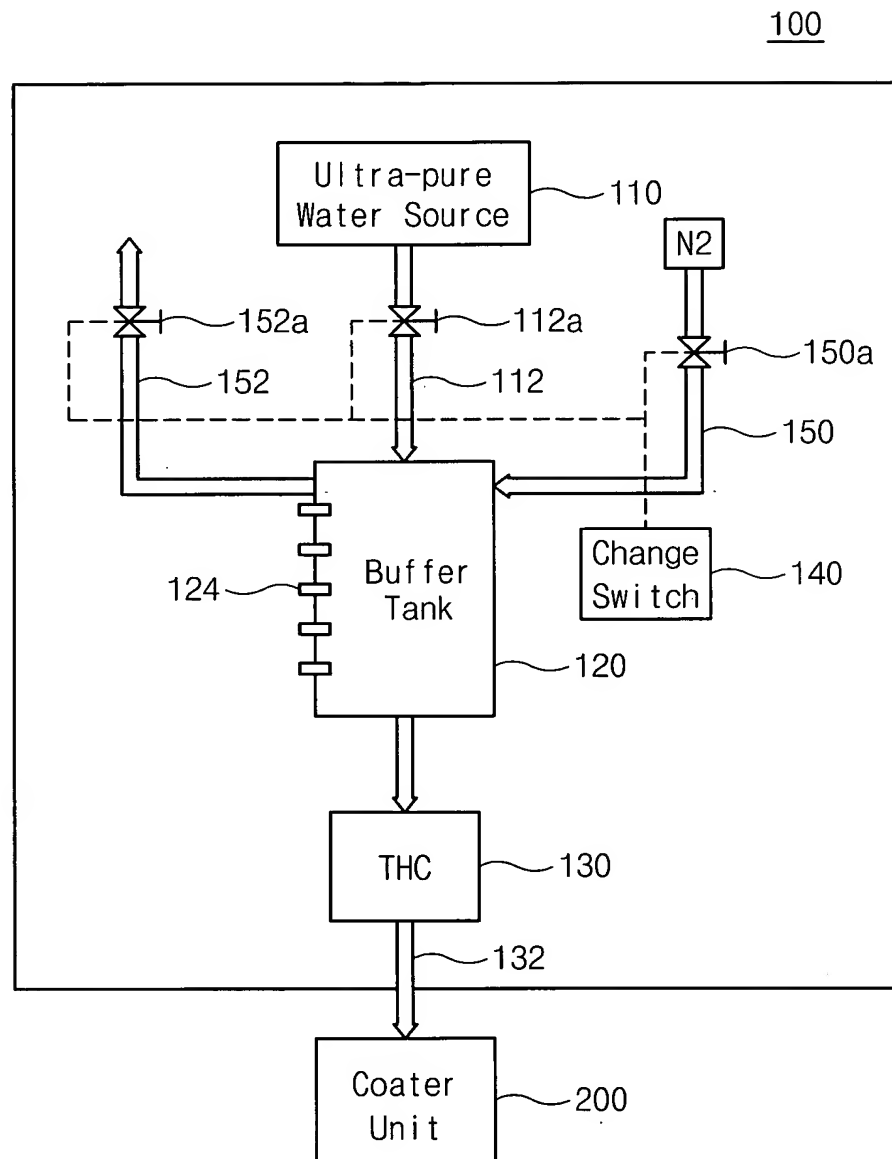 100
Ultra-pure
Water Source
110
N2
152a
112a
150a
152
112
150
Buffer
Tank
124
Change
Switch
140
120
THC
130
132
Coater
Unit
200